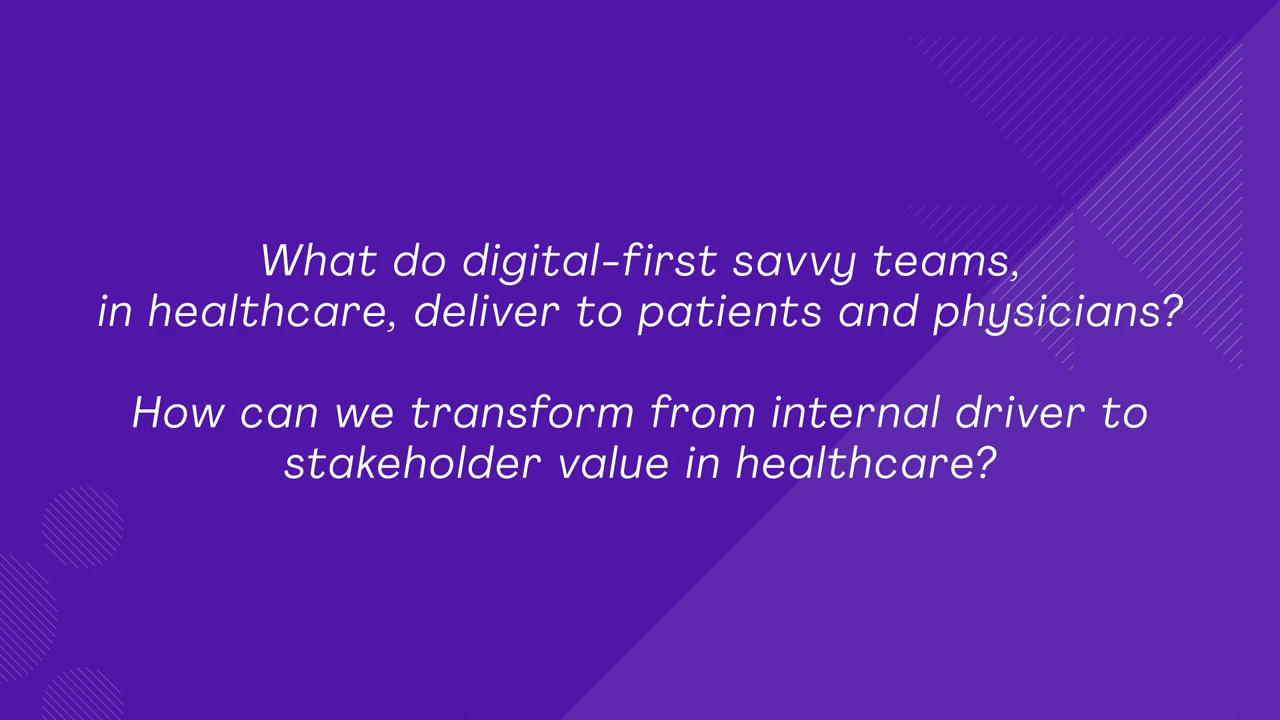 What do digital-first savvy teams,
in healthcare, deliver to patients and physicians?
How can we transform from internal driver to
stakeholder value in healthcare?